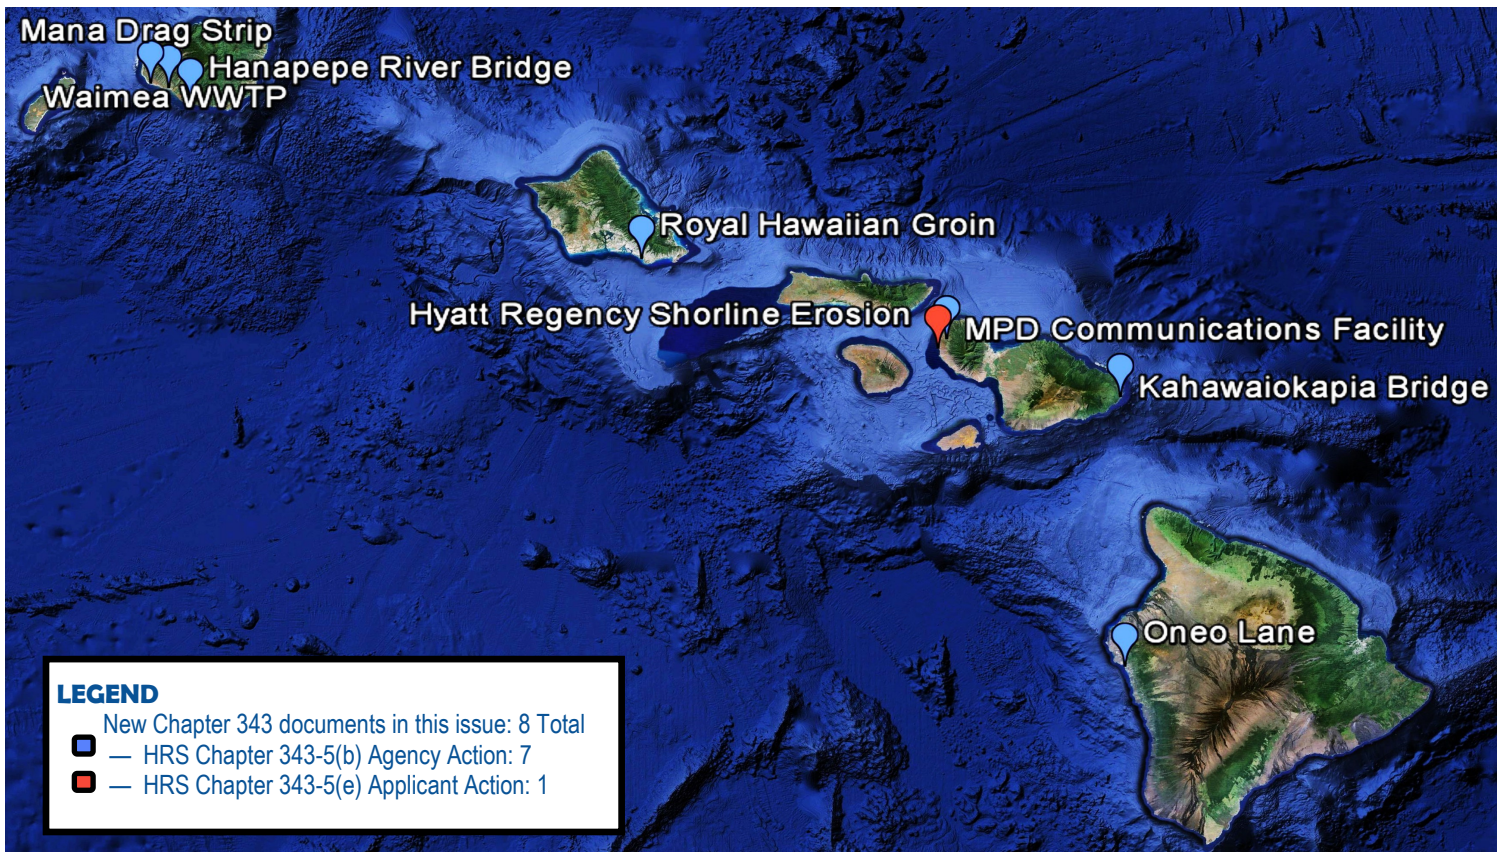 Mana Drag Strip
Hanapepe River Bridge
Waimea WWTP
Royal Hawaiian Groin
Hyatt Regency Shorline Erosion
MPD Communications Facility
Kahawaiokapia Bridge
Oneo Lane
LEGEND
New Chapter 343 documents in this issue: 8 Total
— HRS Chapter 343-5(b) Agency Action: 7
— HRS Chapter 343-5(e) Applicant Action: 1